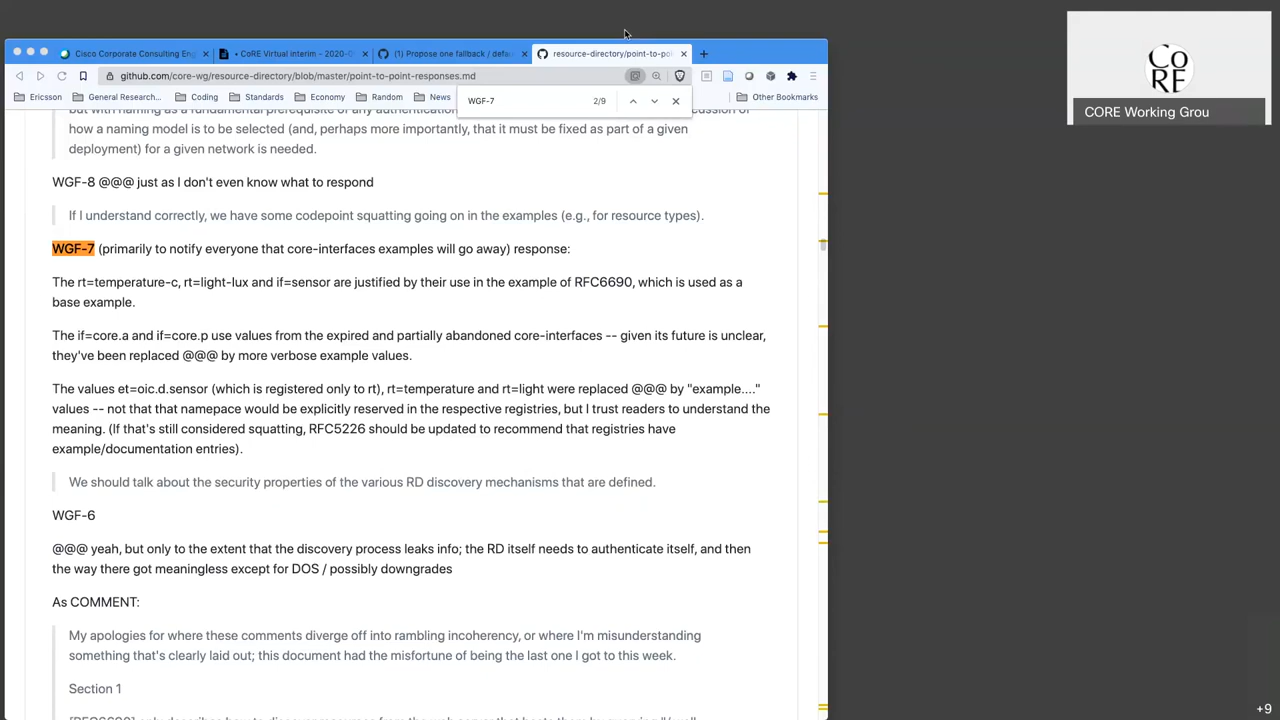 Cisco Corporate Consulting Eng
• CoRE Virtual interim – 2020-0
(1) Propose one fallback / defau
resource-directory/point-to-poi
github.com/core-wg/resource-directory/blob/master/point-to-point-responses.md
Ericsson
General Research...
Coding
Standards
Economy
Random
News
Other Bookmarks
WGF-7
2/9
how a naming model is to be selected (and, perhaps more importantly, that it must be fixed as part of a given
deployment) for a given network is needed.
WGF-8 @@@ just as I don't even know what to respond
If I understand correctly, we have some codepoint squatting going on in the examples (e.g., for resource types).
WGF-7 (primarily to notify everyone that core-interfaces examples will go away) response:
The rt=temperature-c, rt=light-lux and if=sensor are justified by their use in the example of RFC6690, which is used as a
base example.
The if=core.a and if=core.p use values from the expired and partially abandoned core-interfaces -- given its future is unclear,
they've been replaced @@@ by more verbose example values.
The values et=oic.d.sensor (which is registered only to rt), rt=temperature and rt=light were replaced @@@ by "example...."
values -- not that that namepace would be explicitly reserved in the respective registries, but I trust readers to understand the
meaning. (If that's still considered squatting, RFC5226 should be updated to recommend that registries have
example/documentation entries).
We should talk about the security properties of the various RD discovery mechanisms that are defined.
WGF-6
@@@ yeah, but only to the extent that the discovery process leaks info; the RD itself needs to authenticate itself, and then
the way there got meaningless except for DOS / possibly downgrades
As COMMENT:
My apologies for where these comments diverge off into rambling incoherency, or where I'm misunderstanding
something that's clearly laid out; this document had the misfortune of being the last one I got to this week.
Section 1
CORE
CORE Working Grou
+9